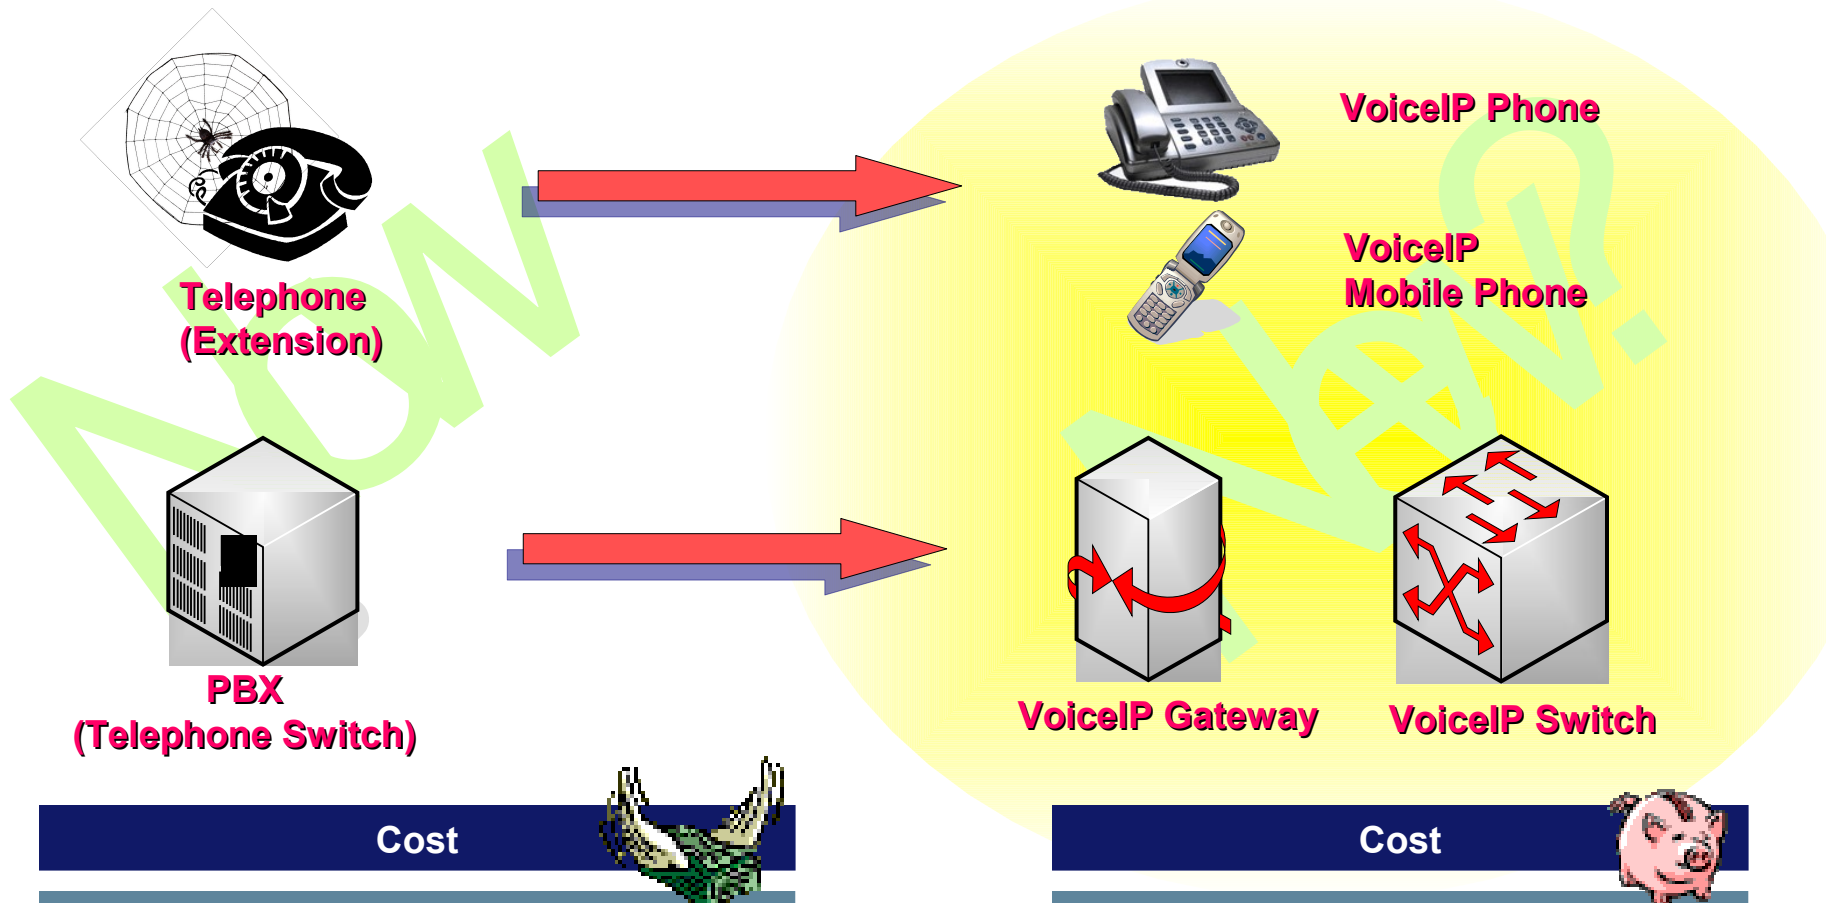 Now
New?
Telephone
(Extension)
VoiceIP Phone
VoiceIP
Mobile Phone
PBX
(Telephone Switch)
VoiceIP Gateway
VoiceIP Switch
Cost
Cost